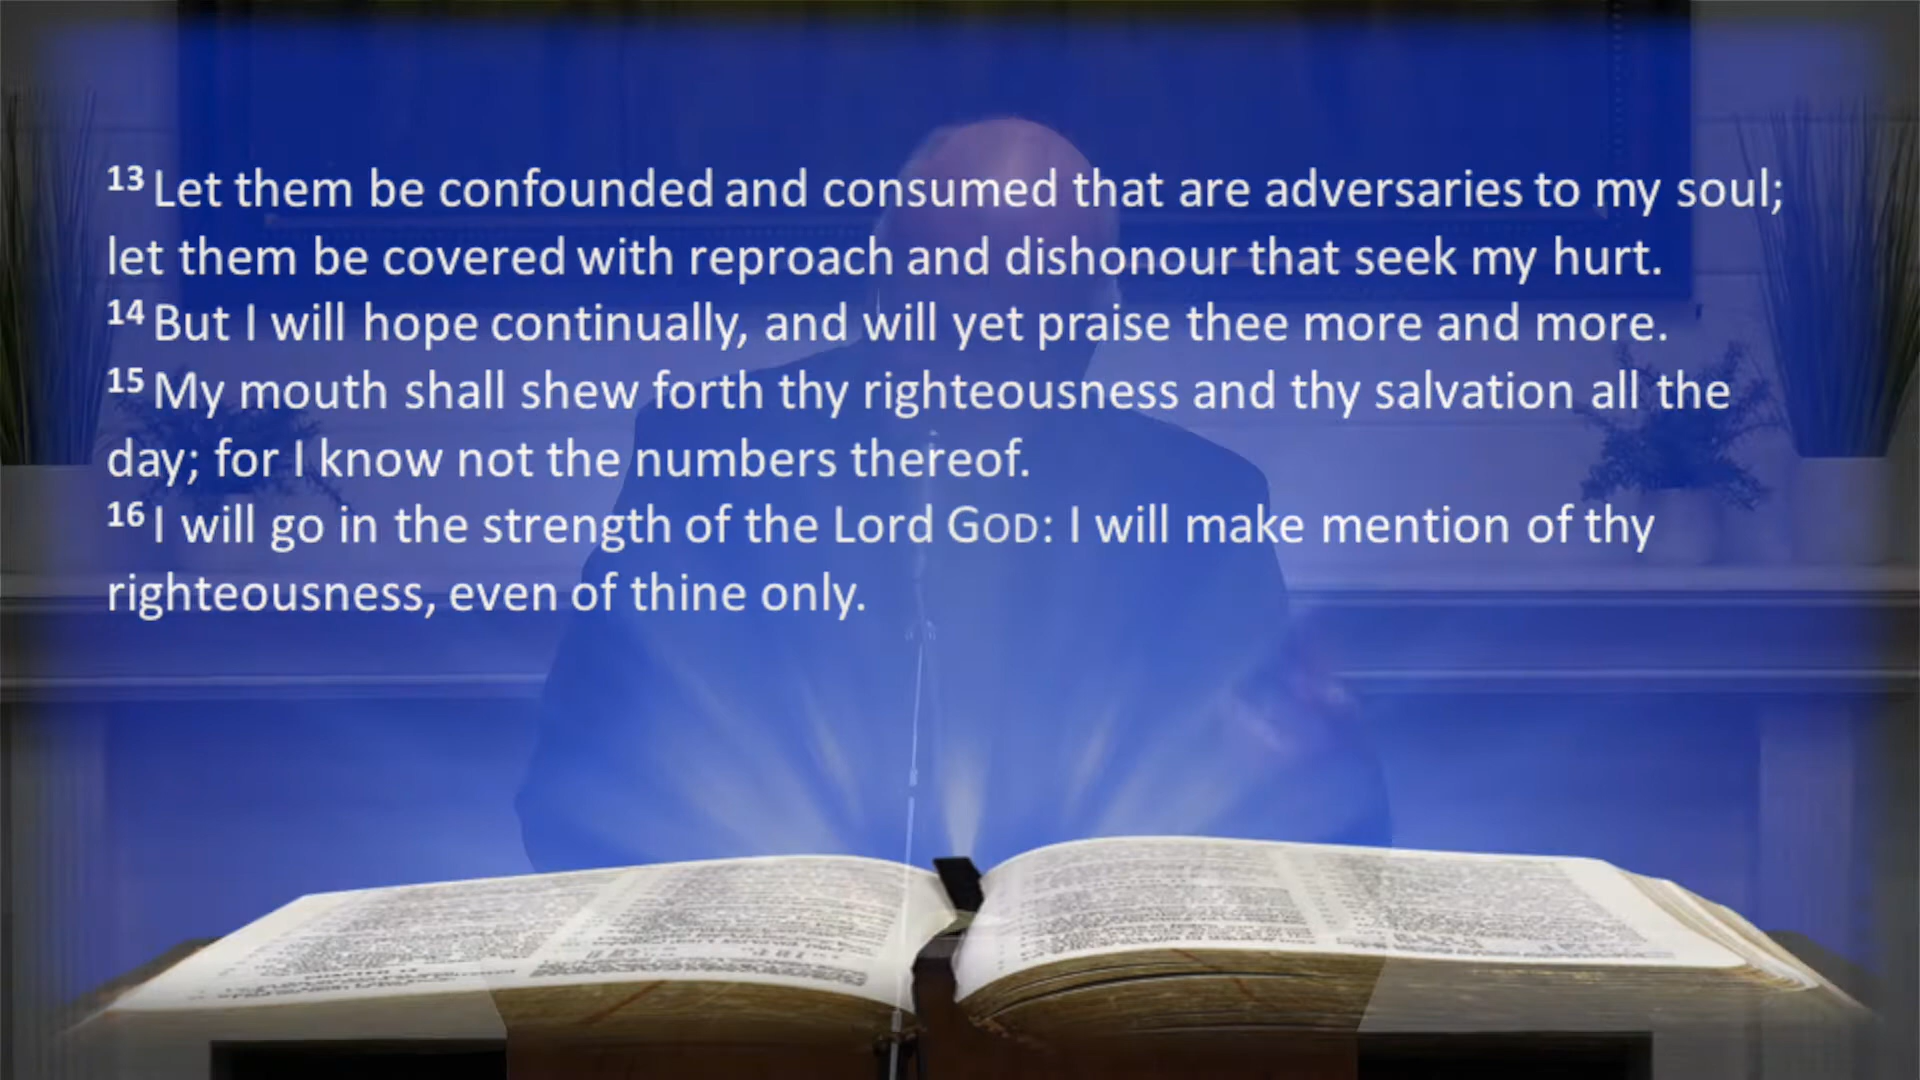 13 Let them be confounded and consumed that are adversaries to my soul;
let them be covered with reproach and dishonour that seek my hurt.
14 But I will hope continually, and will yet praise thee more and more.
15 My mouth shall shew forth thy righteousness and thy salvation all the
day; for I know not the numbers thereof.
16 I will go in the strength of the Lord GOD: I will make mention of thy
righteousness, even of thine only.